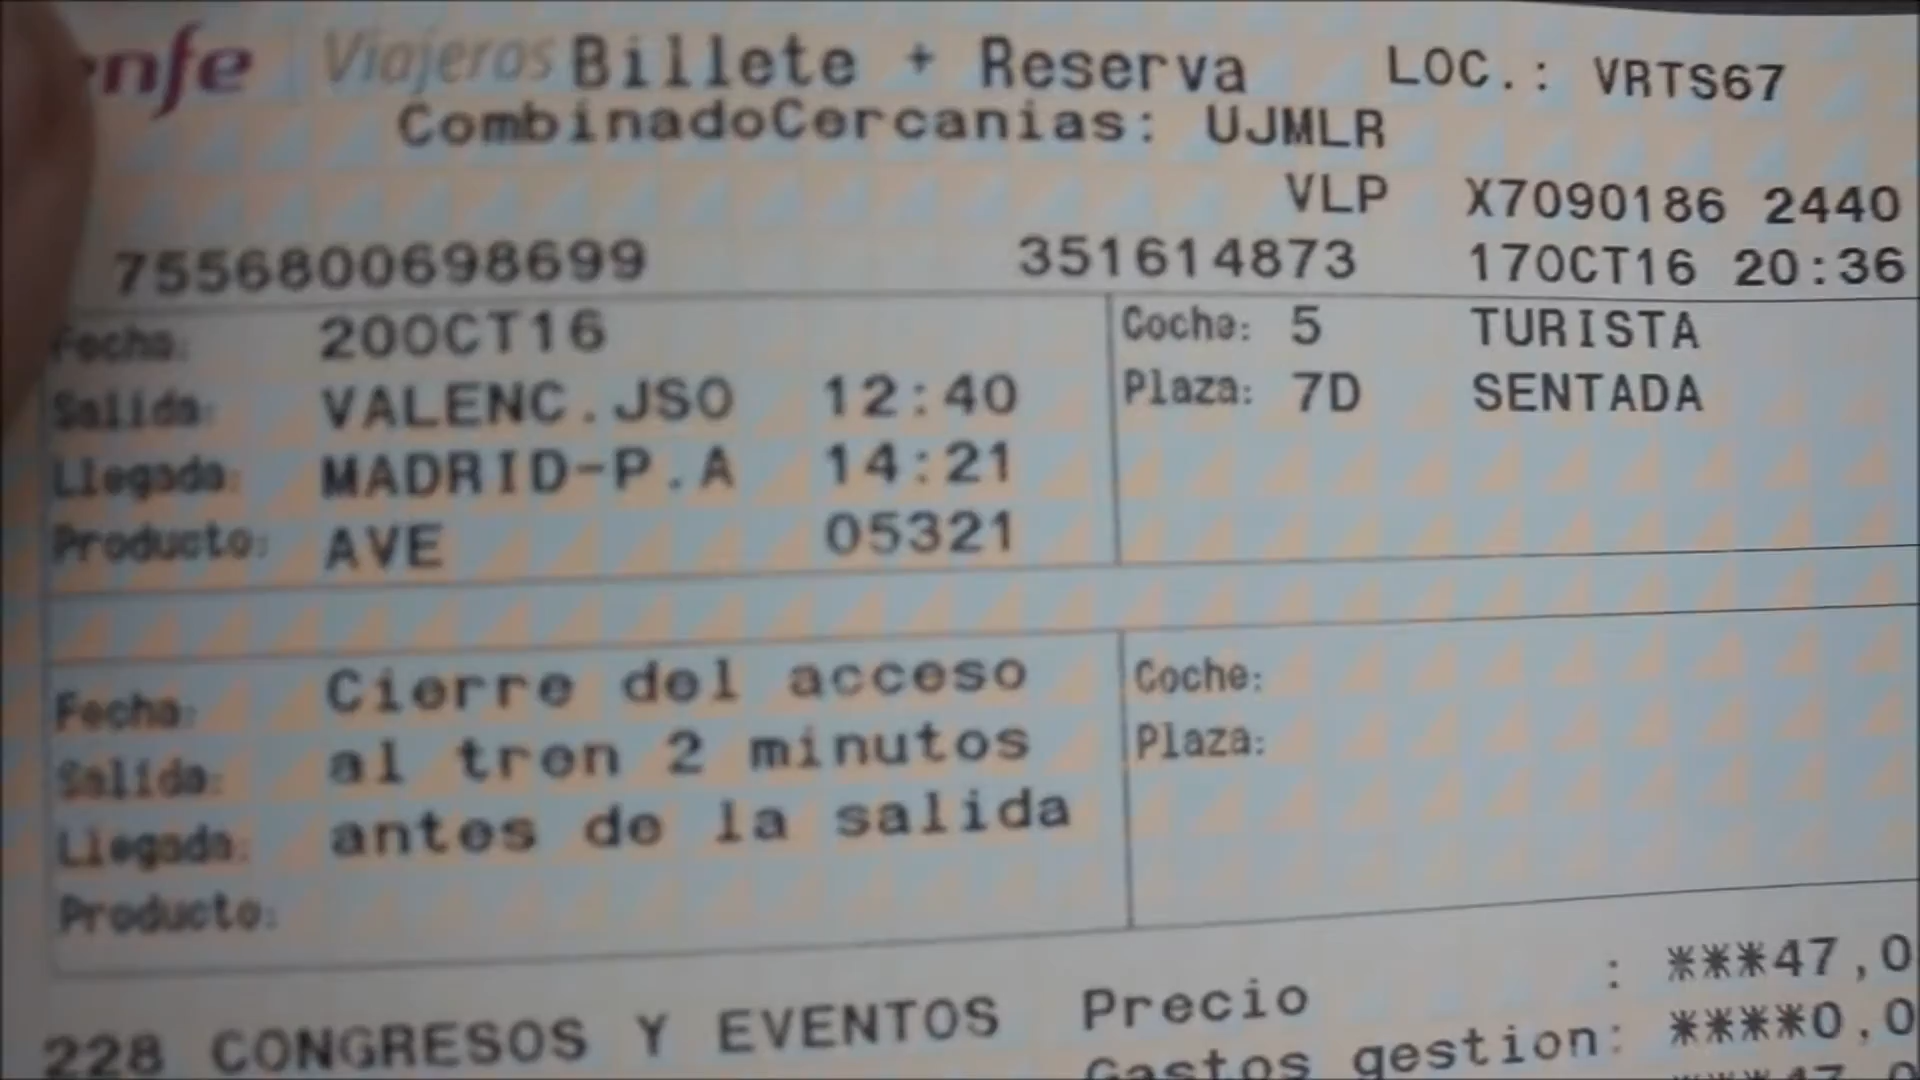 enfe Viajeros Billete + Reserva LOC.: VRTS67
CombinadoCercanias: UJMLR
VLP X7090186 2440
7556800698699 351614873 17OCT16 20:36
Fecha: 20OCT16 Coche: 5 TURISTA
Salida: VALENC.JSO 12:40 Plaza: 7D SENTADA
Llegada: MADRID-P.A 14:21
Producto: AVE 05321
Fecha: Cierre del acceso Coche:
Salida: al tren 2 minutos Plaza:
Llegada: antes de la salida
Producto:
228 CONGRESOS Y EVENTOS Precio : ***47,0
Gastos gestion: ****0,0